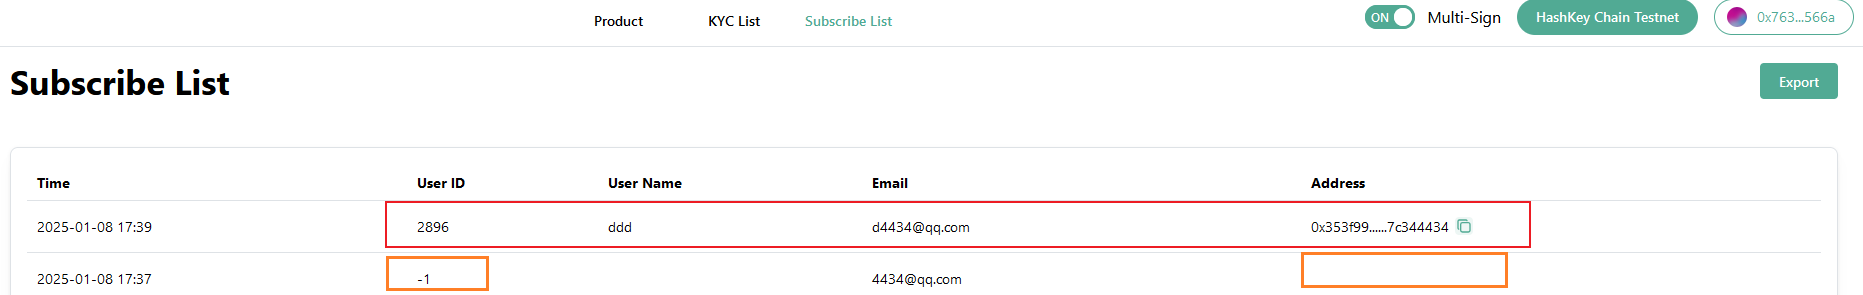 Product KYC List Subscribe List ON Multi-Sign HashKey Chain Testnet 0x763...566a
Subscribe List Export
Time User ID User Name Email Address
2025-01-08 17:39 2896 ddd d4434@qq.com 0x353f99......7c344434
2025-01-08 17:37 -1 4434@qq.com